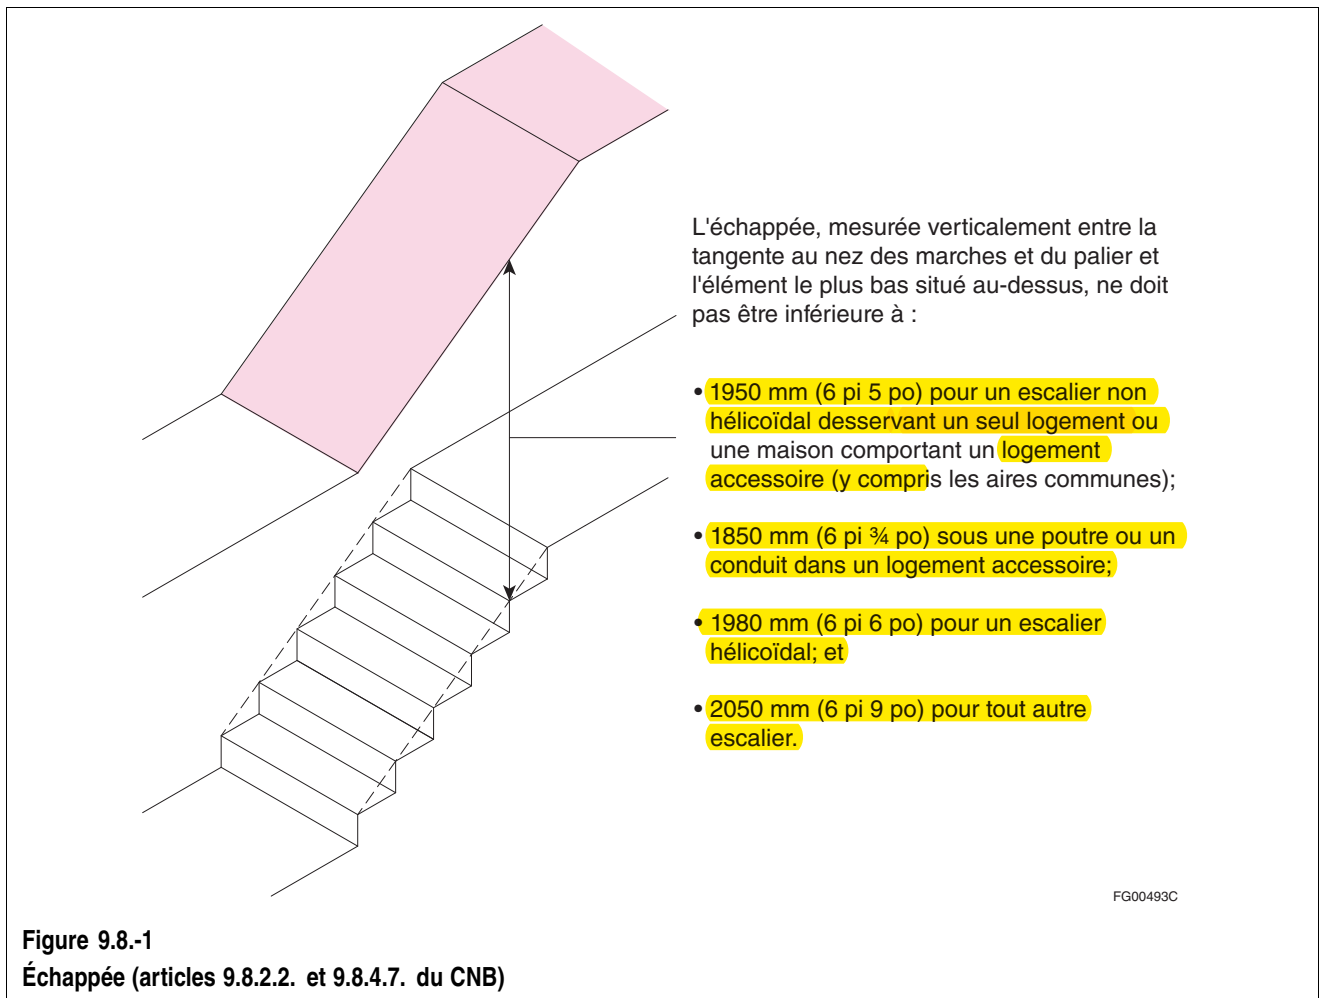 L'échappée, mesurée verticalement entre la
tangente au nez des marches et du palier et
l'élément le plus bas situé au-dessus, ne doit
pas être inférieure à :
• 1950 mm (6 pi 5 po) pour un escalier non
hélicoïdal desservant un seul logement ou
une maison comportant un logement
accessoire (y compris les aires communes);
• 1850 mm (6 pi ¾ po) sous une poutre ou un
conduit dans un logement accessoire;
• 1980 mm (6 pi 6 po) pour un escalier
hélicoïdal; et
• 2050 mm (6 pi 9 po) pour tout autre
escalier.
FG00493C
Figure 9.8.-1
Échappée (articles 9.8.2.2. et 9.8.4.7. du CNB)